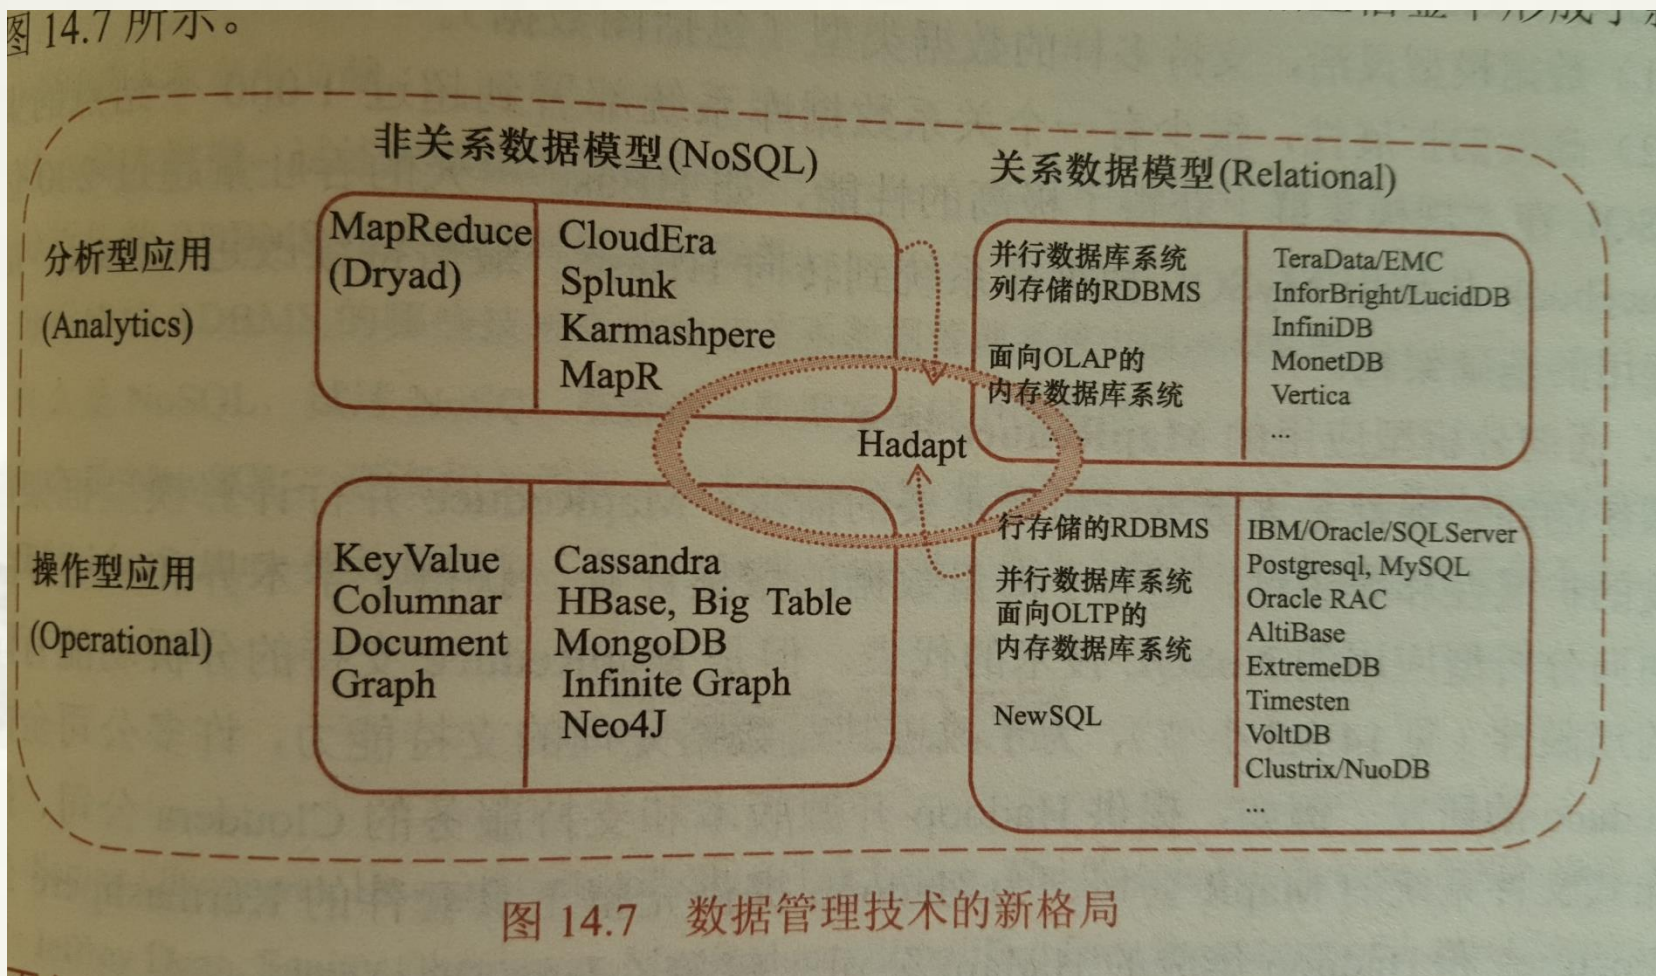 图 14.7 所示。
非关系数据模型(NoSQL)
关系数据模型(Relational)
分析型应用
(Analytics)
MapReduce
(Dryad)
CloudEra
Splunk
Karmashpere
MapR
并行数据库系统
列存储的RDBMS
面向OLAP的
内存数据库系统
...
TeraData/EMC
InforBright/LucidDB
InfiniDB
MonetDB
Vertica
...
Hadapt
操作型应用
(Operational)
KeyValue
Columnar
Document
Graph
Cassandra
HBase, Big Table
MongoDB
Infinite Graph
Neo4J
行存储的RDBMS
并行数据库系统
面向OLTP的
内存数据库系统
NewSQL
IBM/Oracle/SQLServer
Postgresql, MySQL
Oracle RAC
AltiBase
ExtremeDB
Timesten
VoltDB
Clustrix/NuoDB
...
图 14.7 数据管理技术的新格局